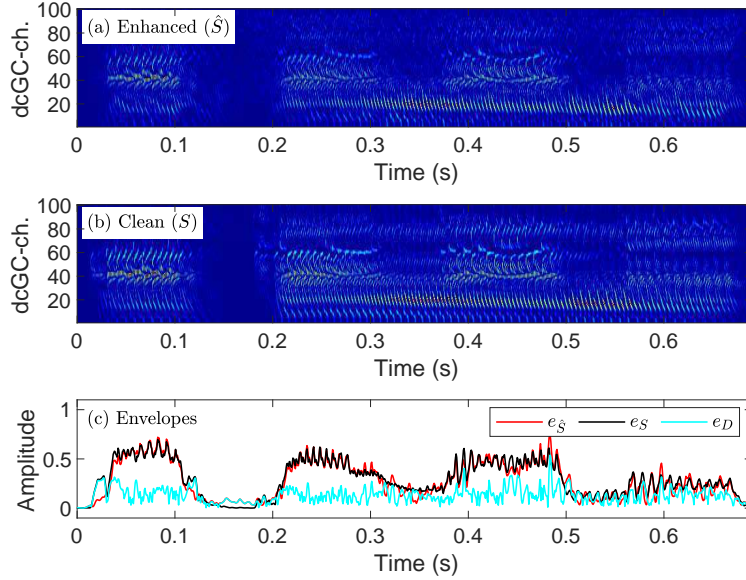 (a) Enhanced (Ŝ)
dcGC-ch.
100
80
60
40
20
0 0.1 0.2 0.3 0.4 0.5 0.6
Time (s)
(b) Clean (S)
dcGC-ch.
100
80
60
40
20
0 0.1 0.2 0.3 0.4 0.5 0.6
Time (s)
(c) Envelopes
e_Ŝ e_S e_D
Amplitude
1
0.5
0
0 0.1 0.2 0.3 0.4 0.5 0.6
Time (s)